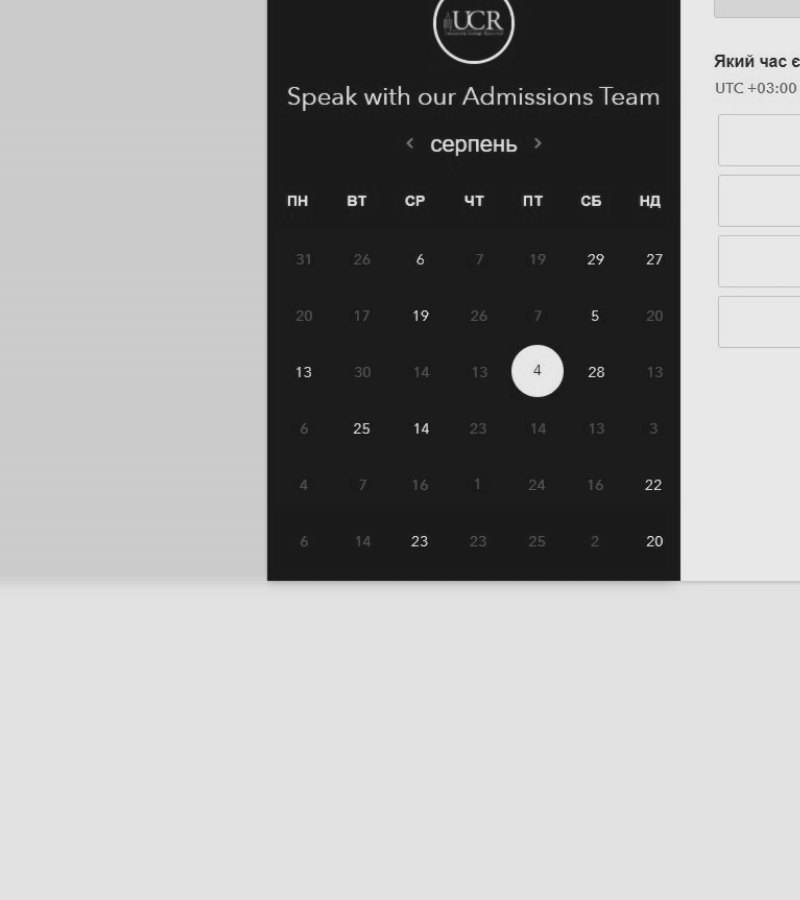 UCR
Speak with our Admissions Team
серпень
ПН ВТ СР ЧТ ПТ СБ НД
31 26 6 7 19 29 27
20 17 19 26 7 5 20
13 30 14 13 4 28 13
6 25 14 23 14 13 3
4 7 16 1 24 16 22
6 14 23 23 25 2 20
Який час є
UTC +03:00